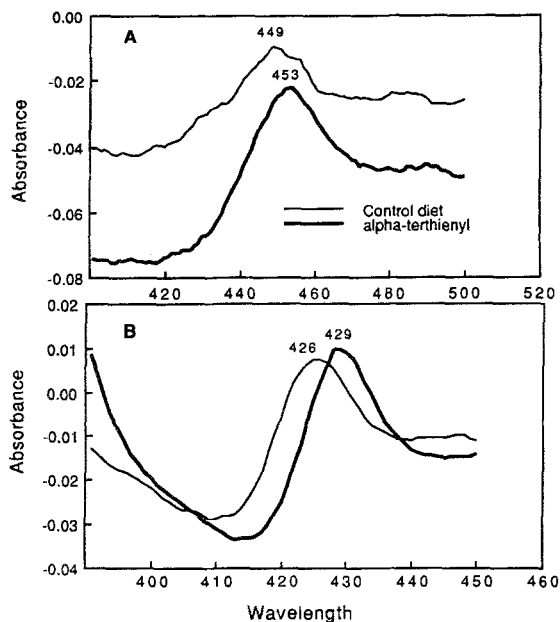 0.00
A
449
-0.02
453
-0.04
Absorbance
-0.06
Control diet
alpha-terthienyl
-0.08
420 440 460 480 500 520
0.02
B
426 429
0.01
0.00
Absorbance
-0.01
-0.02
-0.03
-0.04
400 410 420 430 440 450 460
Wavelength